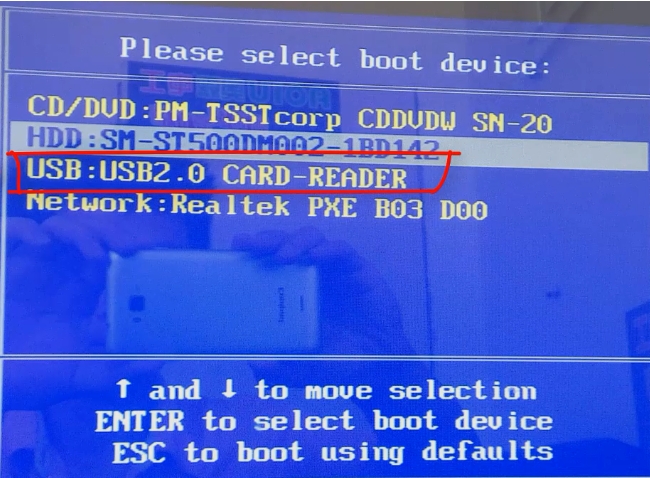 Please select boot device:
CD/DVD:PM-TSSTcorp CDDVDW SN-20
HDD:SM-ST500DM002-1BD142
USB:USB2.0 CARD-READER
Network:Realtek PXE B03 D00
↑ and ↓ to move selection
ENTER to select boot device
ESC to boot using defaults